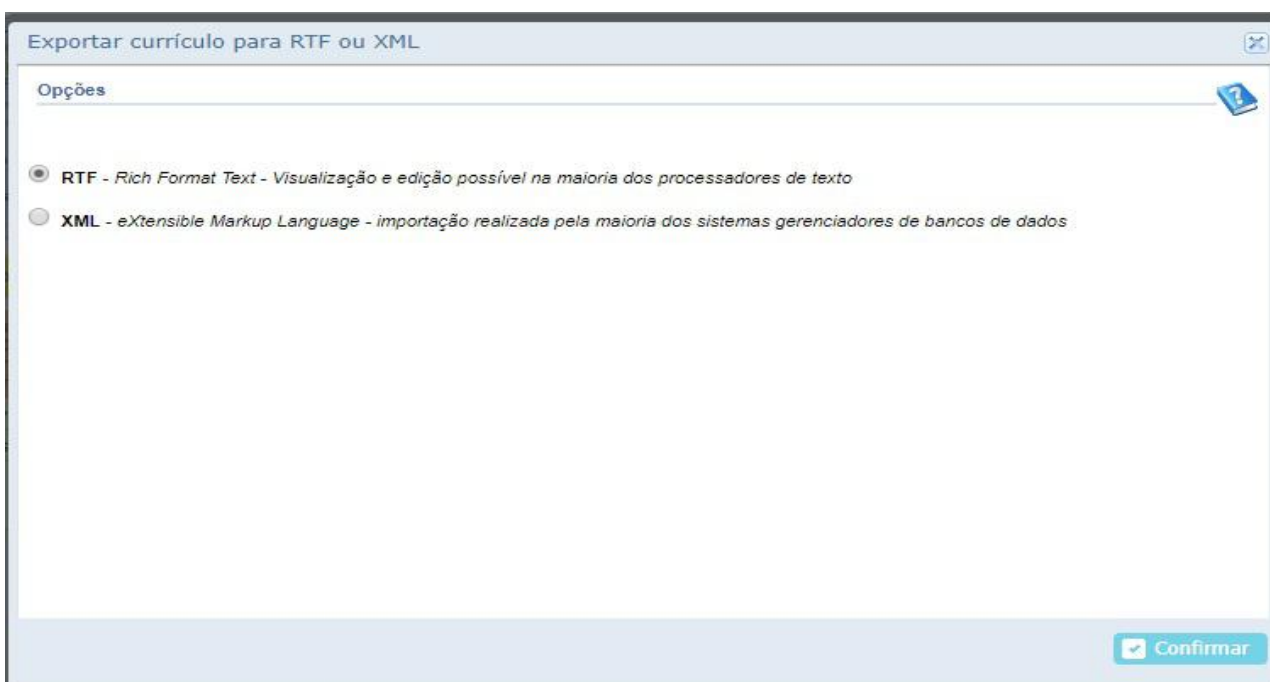 Exportar currículo para RTF ou XML
Opções
RTF - Rich Format Text - Visualização e edição possível na maioria dos processadores de texto
XML - eXtensible Markup Language - importação realizada pela maioria dos sistemas gerenciadores de bancos de dados
Confirmar